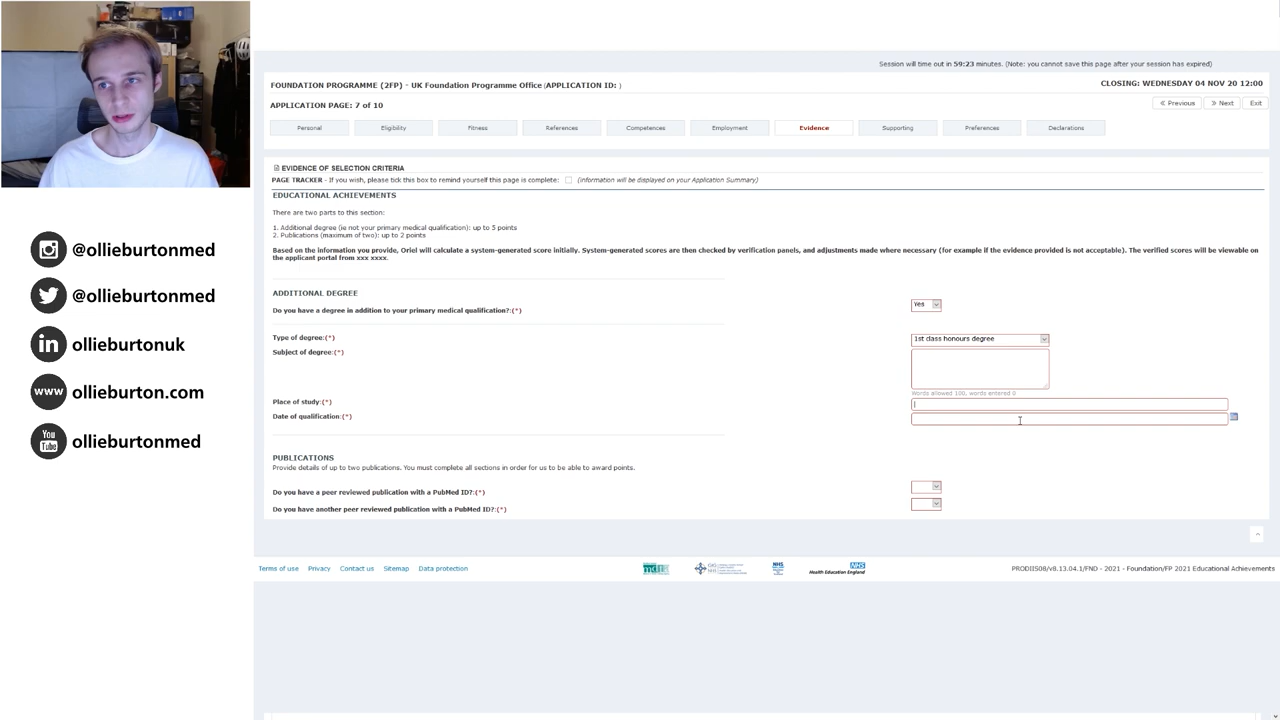 Session will time out in 59:23 minutes. (Note: you cannot save this page after your session has expired)
FOUNDATION PROGRAMME (2FP) - UK Foundation Programme Office (APPLICATION ID: )
CLOSING: WEDNESDAY 04 NOV 20 12:00
APPLICATION PAGE: 7 of 10
Previous Next Exit
Personal Eligibility Fitness References Competences Employment Evidence Supporting Preferences Declarations
EVIDENCE OF SELECTION CRITERIA
PAGE TRACKER - If you wish, please tick this box to remind yourself this page is complete: (information will be displayed on your Application Summary)
EDUCATIONAL ACHIEVEMENTS
There are two parts to this section:
1. Additional degree (ie not your primary medical qualification): up to 5 points
2. Publications (maximum of two): up to 2 points
Based on the information you provide, Oriel will calculate a system-generated score initially. System-generated scores are then checked by verification panels, and adjustments made where necessary (for example if the evidence provided is not acceptable). The verified scores will be viewable on
the applicant portal from xxx xxxx.
ADDITIONAL DEGREE
Do you have a degree in addition to your primary medical qualification?:(*) Yes
Type of degree:(*) 1st class honours degree
Subject of degree:(*)
Words allowed 100, words entered 0
Place of study:(*)
Date of qualification:(*)
PUBLICATIONS
Provide details of up to two publications. You must complete all sections in order for us to be able to award points.
Do you have a peer reviewed publication with a PubMed ID?:(*)
Do you have another peer reviewed publication with a PubMed ID?:(*)
Terms of use Privacy Contact us Sitemap Data protection
NHS
Health Education England
NHS
PRODIIS08/v8.13.04.1/FND - 2021 - Foundation/FP 2021 Educational Achievements
@ollieburtonmed
@ollieburtonmed
in ollieburtonuk
www ollieburton.com
You Tube ollieburtonmed